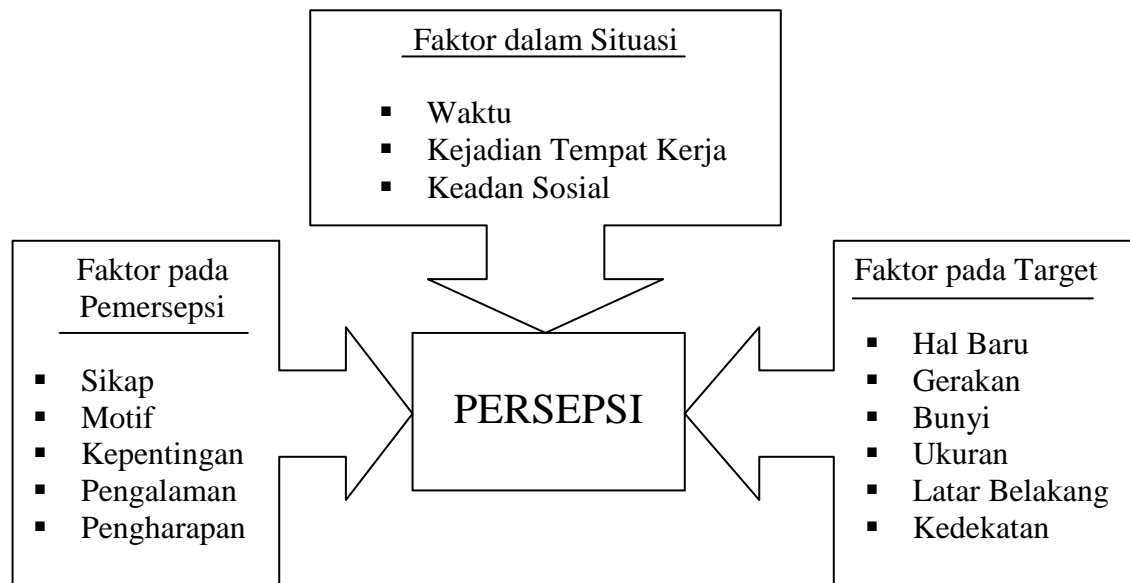 Faktor dalam Situasi
▪ Waktu
▪ Kejadian Tempat Kerja
▪ Keadan Sosial
Faktor pada
Pemersepsi
▪ Sikap
▪ Motif
▪ Kepentingan
▪ Pengalaman
▪ Pengharapan
PERSEPSI
Faktor pada Target
▪ Hal Baru
▪ Gerakan
▪ Bunyi
▪ Ukuran
▪ Latar Belakang
▪ Kedekatan